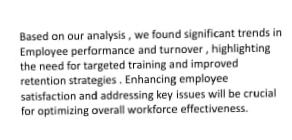 Based on our analysis , we found significant trends in
Employee performance and turnover , highlighting
the need for targeted training and improved
retention strategies . Enhancing employee
satisfaction and addressing key issues will be crucial
for optimizing overall workforce effectiveness.